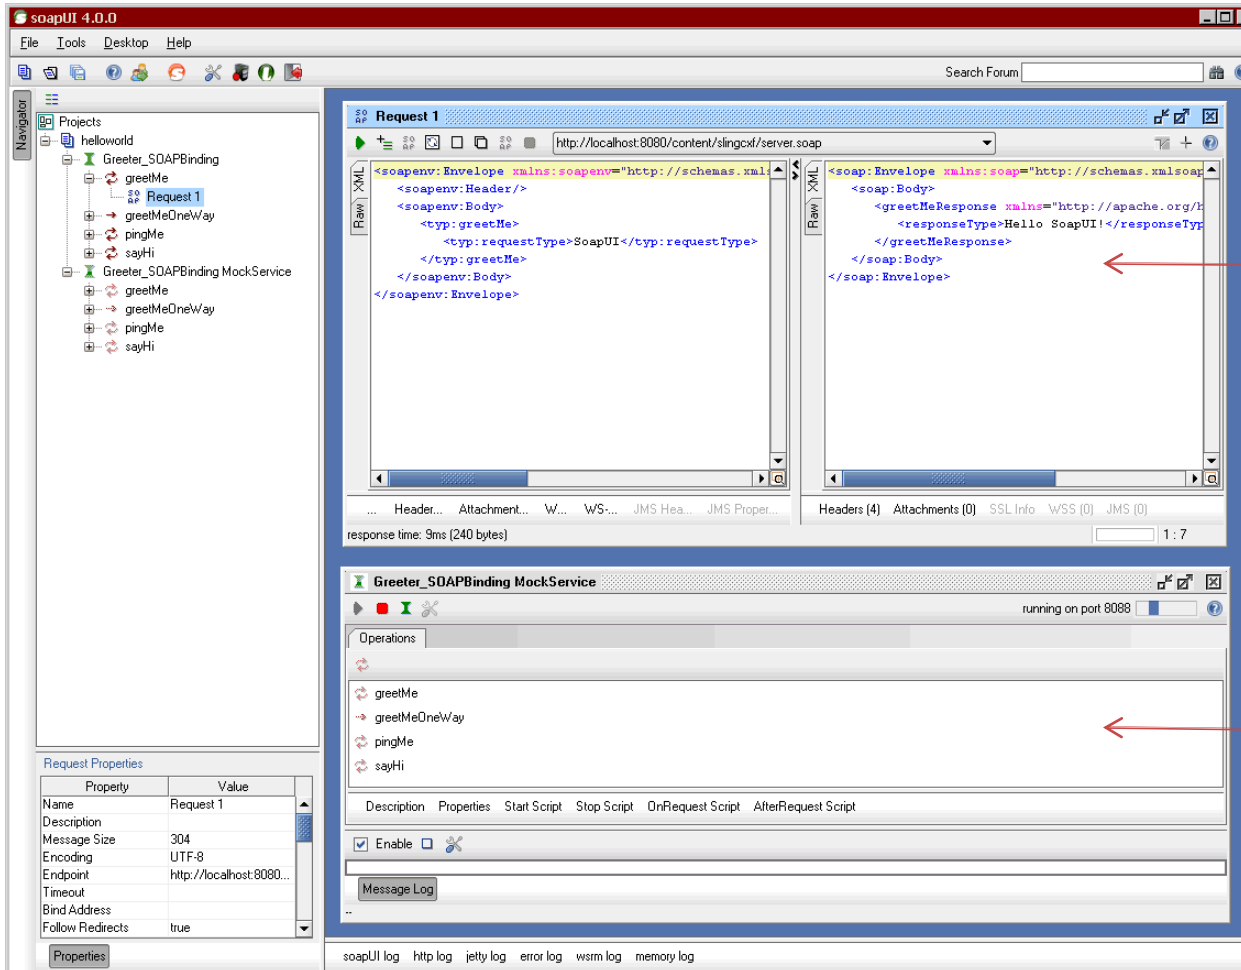 soapUI 4.0.0
File Tools Desktop Help
Search Forum
Navigator
Projects
helloworld
Greeter_SOAPBinding
greetMe
SO AP Request 1
greetMeOneWay
pingMe
sayHi
Greeter_SOAPBinding MockService
greetMe
greetMeOneWay
pingMe
sayHi
Request Properties
Property Value
Name Request 1
Description
Message Size 304
Encoding UTF-8
Endpoint http://localhost:8080...
Timeout
Bind Address
Follow Redirects true
Properties
SO AP Request 1
http://localhost:8080/content/slingcxf/server.soap
XML
Raw
<soapenv:Envelope xmlns:soapenv="http://schemas.xmls
<soapenv:Header/>
<soapenv:Body>
<typ:greetMe>
<typ:requestType>SoapUI</typ:requestType>
</typ:greetMe>
</soapenv:Body>
</soapenv:Envelope>
... Header... Attachment... W... WS-... JMS Hea... JMS Proper...
XML
Raw
<soap:Envelope xmlns:soap="http://schemas.xmlsoap
<soap:Body>
<greetMeResponse xmlns="http://apache.org/h
<responseType>Hello SoapUI!</responseTyp
</greetMeResponse>
</soap:Body>
</soap:Envelope>
Headers (4) Attachments (0) SSL Info WSS (0) JMS (0)
response time: 9ms (240 bytes) 1 : 7
Greeter_SOAPBinding MockService
running on port 8088
Operations
greetMe
greetMeOneWay
pingMe
sayHi
Description Properties Start Script Stop Script OnRequest Script AfterRequest Script
Enable
Message Log
--
soapUI log http log jetty log error log wsrm log memory log